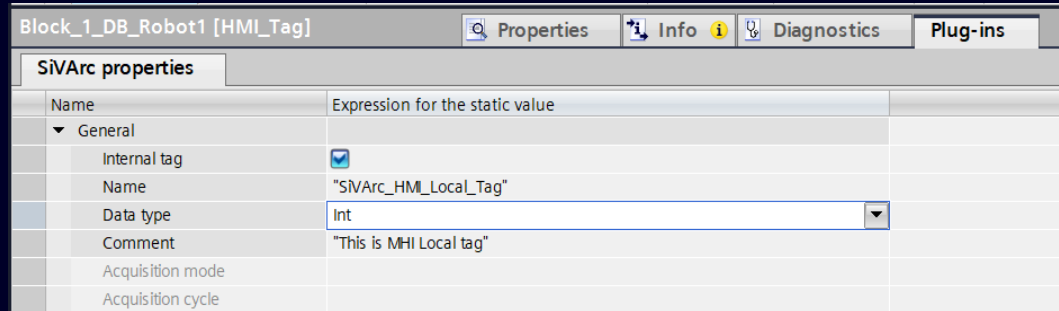 Block_1_DB_Robot1 [HMI_Tag]
Properties
Info
Diagnostics
Plug-ins
SiVArc properties
Name
Expression for the static value
General
Internal tag
Name
"SiVArc_HMI_Local_Tag"
Data type
Int
Comment
"This is MHI Local tag"
Acquisition mode
Acquisition cycle